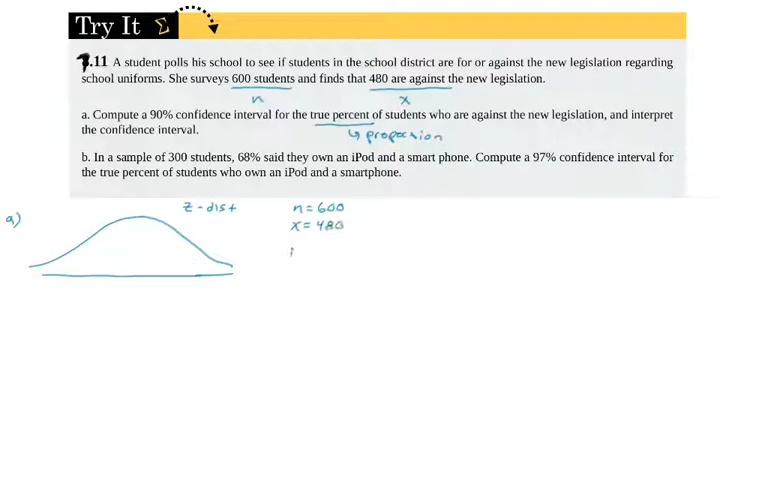 Try It Σ
.11 A student polls his school to see if students in the school district are for or against the new legislation regarding
school uniforms. She surveys 600 students and finds that 480 are against the new legislation.
n x
a. Compute a 90% confidence interval for the true percent of students who are against the new legislation, and interpret
the confidence interval.
↳ proporsion
b. In a sample of 300 students, 68% said they own an iPod and a smart phone. Compute a 97% confidence interval for
the true percent of students who own an iPod and a smartphone.
a) z-dist n=600
x=480